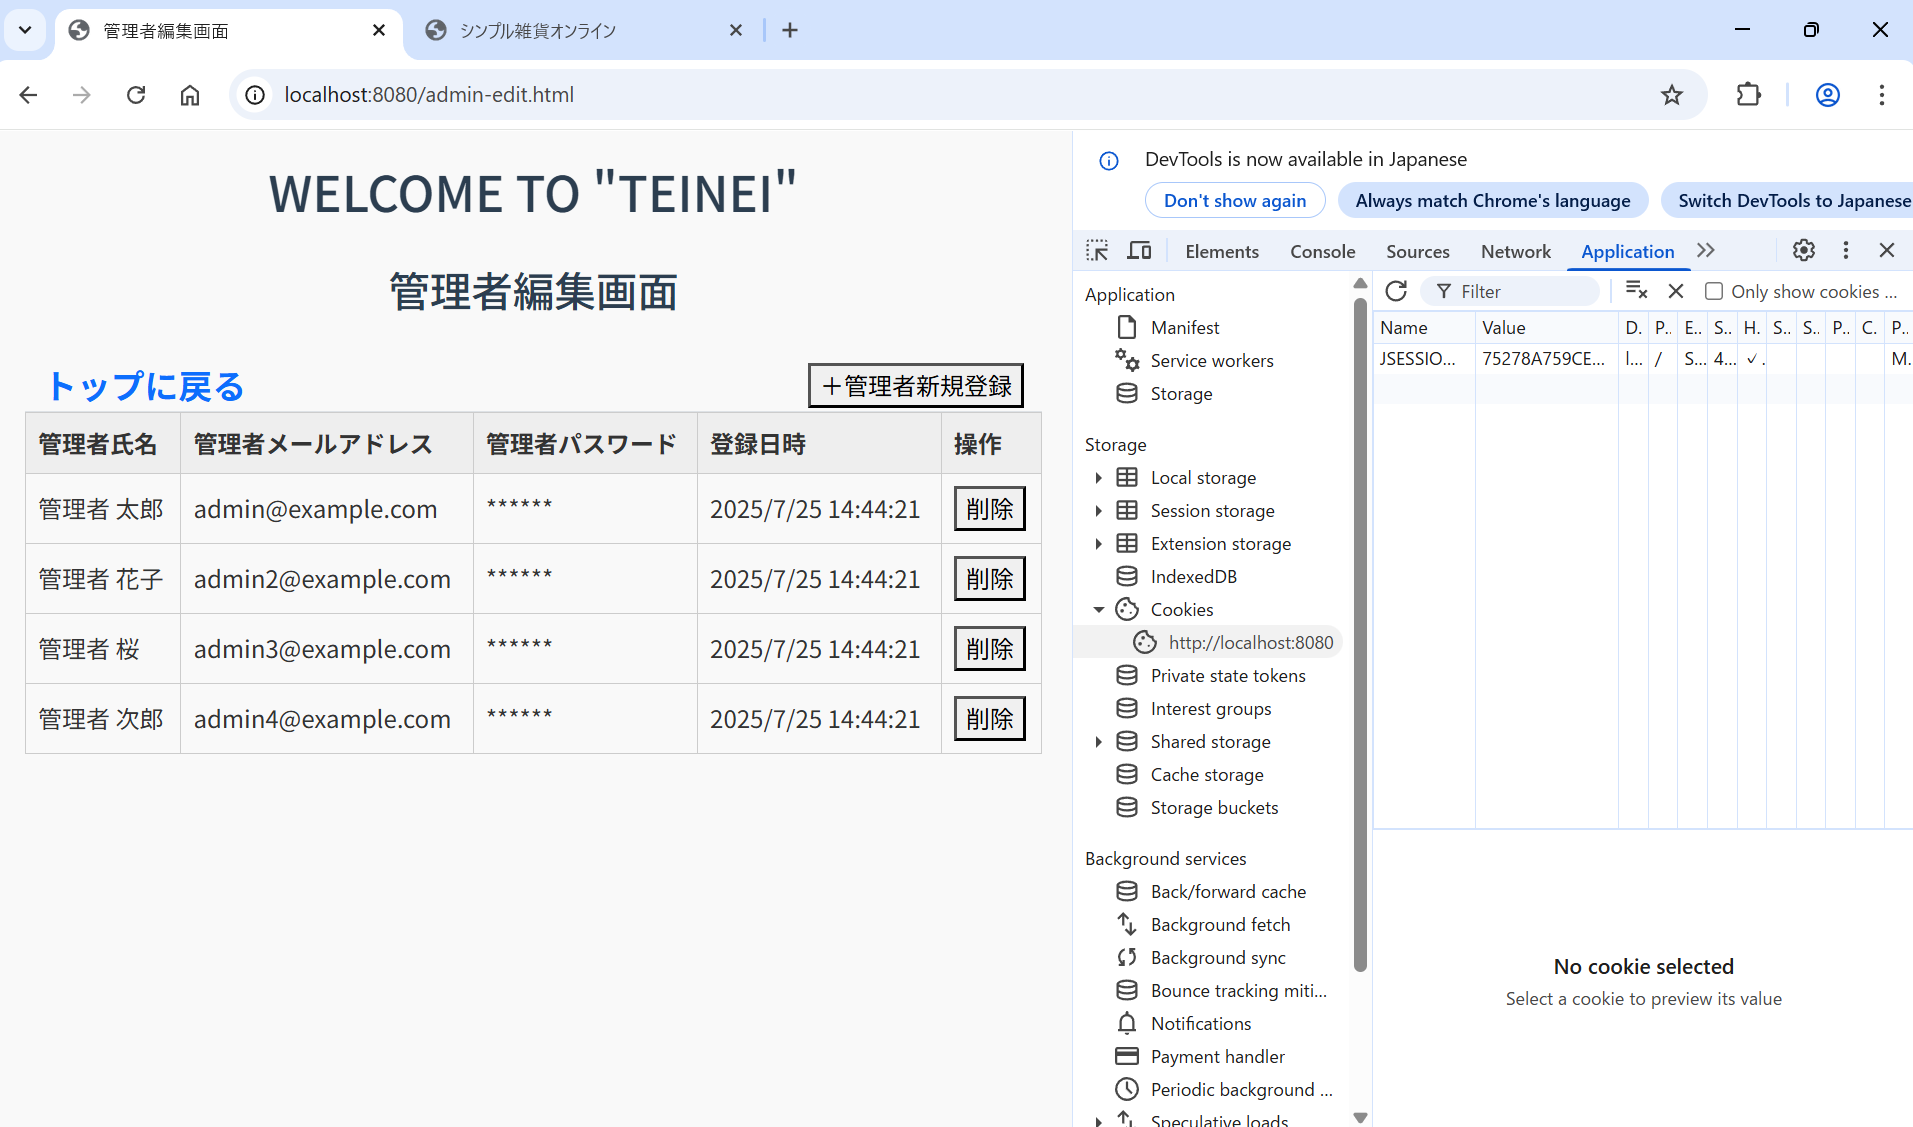 管理者編集画面
シンプル雑貨オンライン
localhost:8080/admin-edit.html
WELCOME TO "TEINEI"
管理者編集画面
トップに戻る
＋管理者新規登録
管理者氏名 管理者メールアドレス 管理者パスワード 登録日時 操作
管理者 太郎 admin@example.com ****** 2025/7/25 14:44:21 削除
管理者 花子 admin2@example.com ****** 2025/7/25 14:44:21 削除
管理者 桜 admin3@example.com ****** 2025/7/25 14:44:21 削除
管理者 次郎 admin4@example.com ****** 2025/7/25 14:44:21 削除
DevTools is now available in Japanese
Don't show again Always match Chrome's language Switch DevTools to Japanese
Elements Console Sources Network Application
Application
Manifest
Service workers
Storage
Storage
Local storage
Session storage
Extension storage
IndexedDB
Cookies
http://localhost:8080
Private state tokens
Interest groups
Shared storage
Cache storage
Storage buckets
Background services
Back/forward cache
Background fetch
Background sync
Bounce tracking miti...
Notifications
Payment handler
Periodic background ...
Speculative loads
Filter Only show cookies ...
Name Value D. P.. E.. S.. H. S.. S.. P.. C. P..
JSESSIO... 75278A759CE... l... / S... 4... ✓. M.
No cookie selected
Select a cookie to preview its value